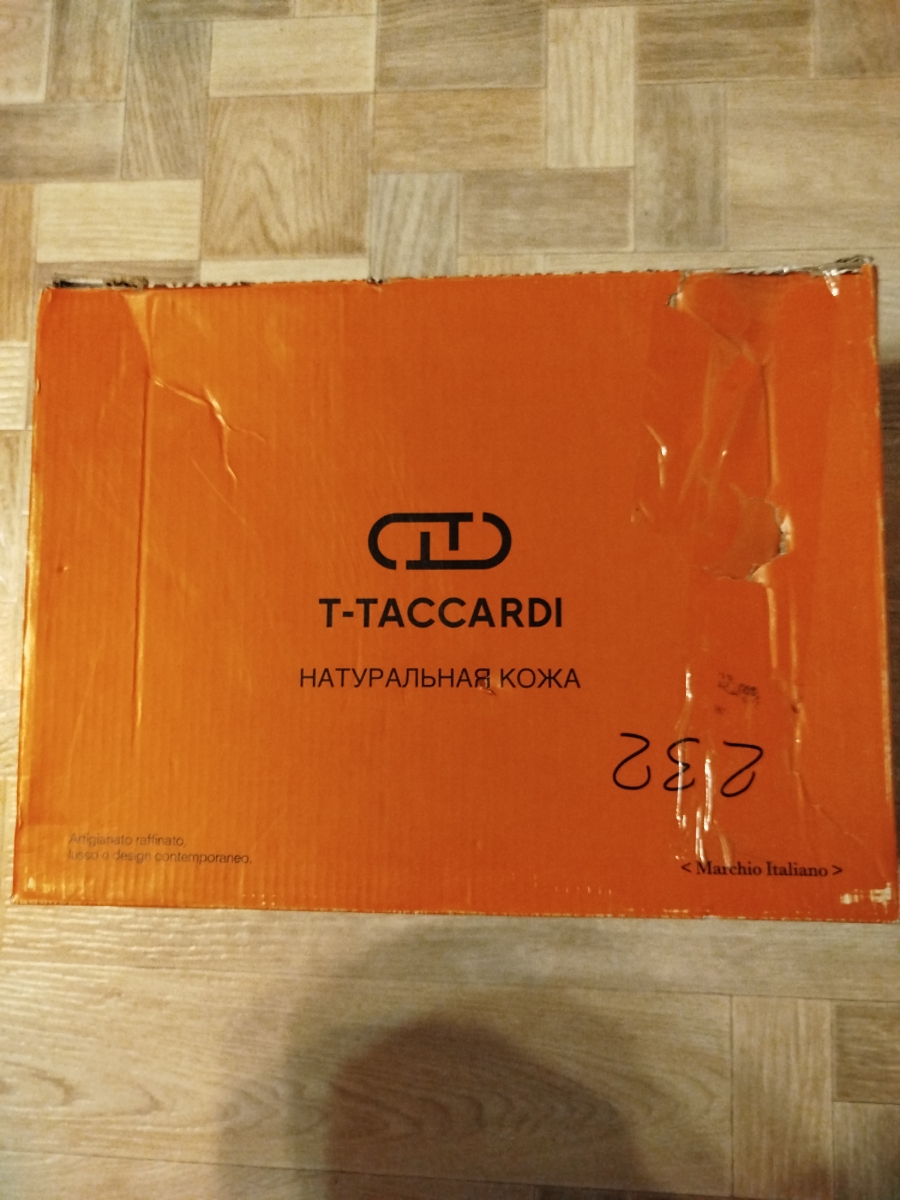 T-TACCARDI
НАТУРАЛЬНАЯ КОЖА
232
Artigianato raffinato,
lusso o design contemporaneo.
< Marchio Italiano >